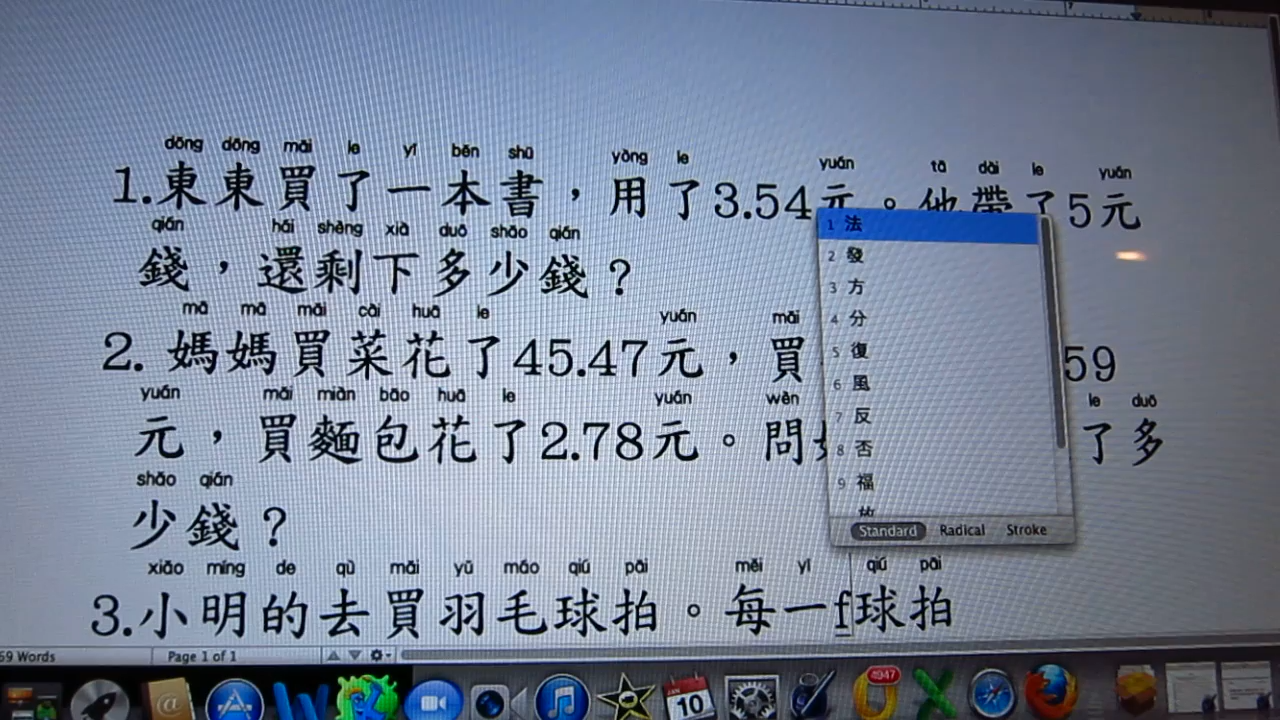 dōng dōng mǎi le yī běn shū yòng le yuán tā dài le yuán
1.東東買了一本書，用了3.54元。他帶了5元
qián hái shèng xià duō shǎo qián
錢，還剩下多少錢？
mā mā mǎi cài huā le yuán mǎi
2. 媽媽買菜花了45.47元，買 59
yuán mǎi miàn bāo huā le yuán wèn le duō
元，買麵包花了2.78元。問 了多
shǎo qián
少錢？
xiǎo míng de qù mǎi yǔ máo qiú pāi měi yī qiú pāi
3.小明的去買羽毛球拍。每一f球拍
1 法
2 發
3 方
4 分
5 復
6 風
7 反
8 否
9 福
Standard Radical Stroke
59 Words Page 1 of 1
4947
JAN
10